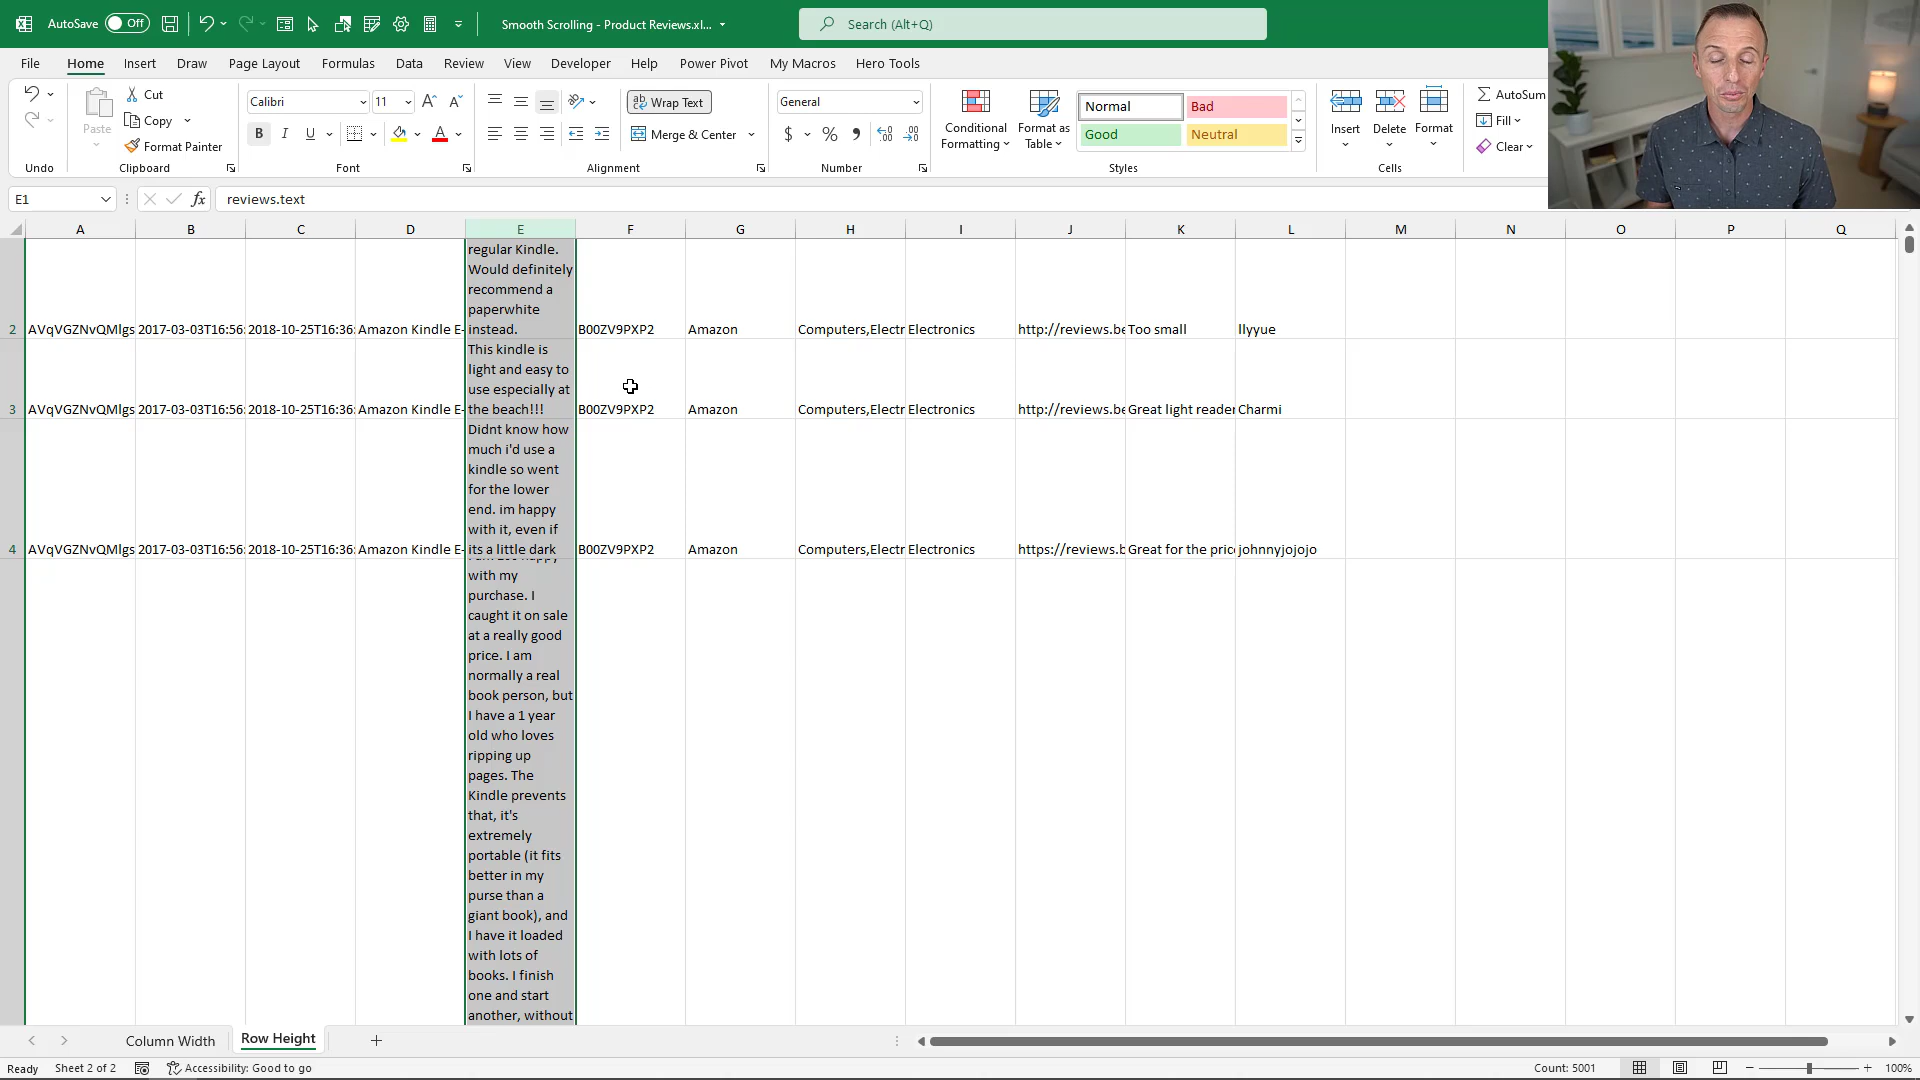 AutoSave Off Smooth Scrolling - Product Reviews.xl... Search (Alt+Q)
File Home Insert Draw Page Layout Formulas Data Review View Developer Help Power Pivot My Macros Hero Tools
Cut
Copy
Format Painter
Paste
Undo
Clipboard
Calibri 11
B I U A
Font
ab Wrap Text
Merge & Center
Alignment
General
$ % 9
Number
Conditional Formatting
Format as Table
Normal Bad
Good Neutral
Styles
Insert Delete Format
Cells
AutoSum
Fill
Clear
E1 fx reviews.text
A B C D E F G H I J K L M N O P Q
regular Kindle.
Would definitely
recommend a
paperwhite
2 AVqVGZNvQMlgs 2017-03-03T16:56: 2018-10-25T16:36: Amazon Kindle E- instead. B00ZV9PXP2 Amazon Computers,Electr Electronics http://reviews.be Too small llyyue
This kindle is
light and easy to
use especially at
3 AVqVGZNvQMlgs 2017-03-03T16:56: 2018-10-25T16:36: Amazon Kindle E- the beach!!! B00ZV9PXP2 Amazon Computers,Electr Electronics http://reviews.be Great light reader Charmi
Didnt know how
much i'd use a
kindle so went
for the lower
end. im happy
with it, even if
4 AVqVGZNvQMlgs 2017-03-03T16:56: 2018-10-25T16:36: Amazon Kindle E- its a little dark B00ZV9PXP2 Amazon Computers,Electr Electronics https://reviews.b Great for the price johnnyjojojo
with my
purchase. I
caught it on sale
at a really good
price. I am
normally a real
book person, but
I have a 1 year
old who loves
ripping up
pages. The
Kindle prevents
that, it's
extremely
portable (it fits
better in my
purse than a
giant book), and
I have it loaded
with lots of
books. I finish
one and start
another, without
Column Width Row Height
Ready Sheet 2 of 2 Accessibility: Good to go Count: 5001 100%